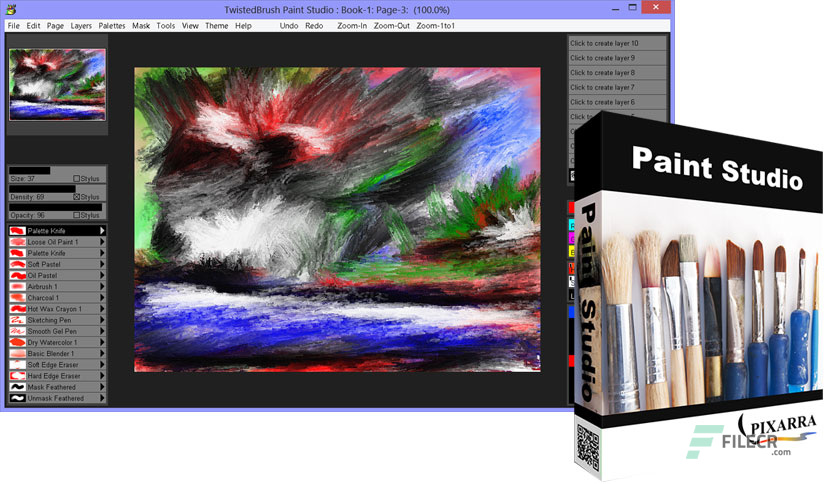 TwistedBrush Paint Studio : Book-1: Page-3: (100.0%)
File Edit Page Layers Palettes Mask Tools View Theme Help Undo Redo Zoom-In Zoom-Out Zoom-1to1
Click to create layer 10
Click to create layer 9
Click to create layer 8
Click to create layer 7
Click to create layer 6
Click to
Size: 37 Stylus
Density: 69 Stylus
Opacity: 96 Stylus
Palette Knife
Loose Oil Paint 1
Palette Knife
Soft Pastel
Oil Pastel
Airbrush 1
Charcoal 1
Hot Wax Crayon 1
Sketching Pen
Smooth Gel Pen
Dry Watercolor 1
Basic Blender 1
Soft Edge Eraser
Hard Edge Eraser
Mask Feathered
Unmask Feathered
Paint Studio
Paint Studio
PIXARRA
FILECR
.com